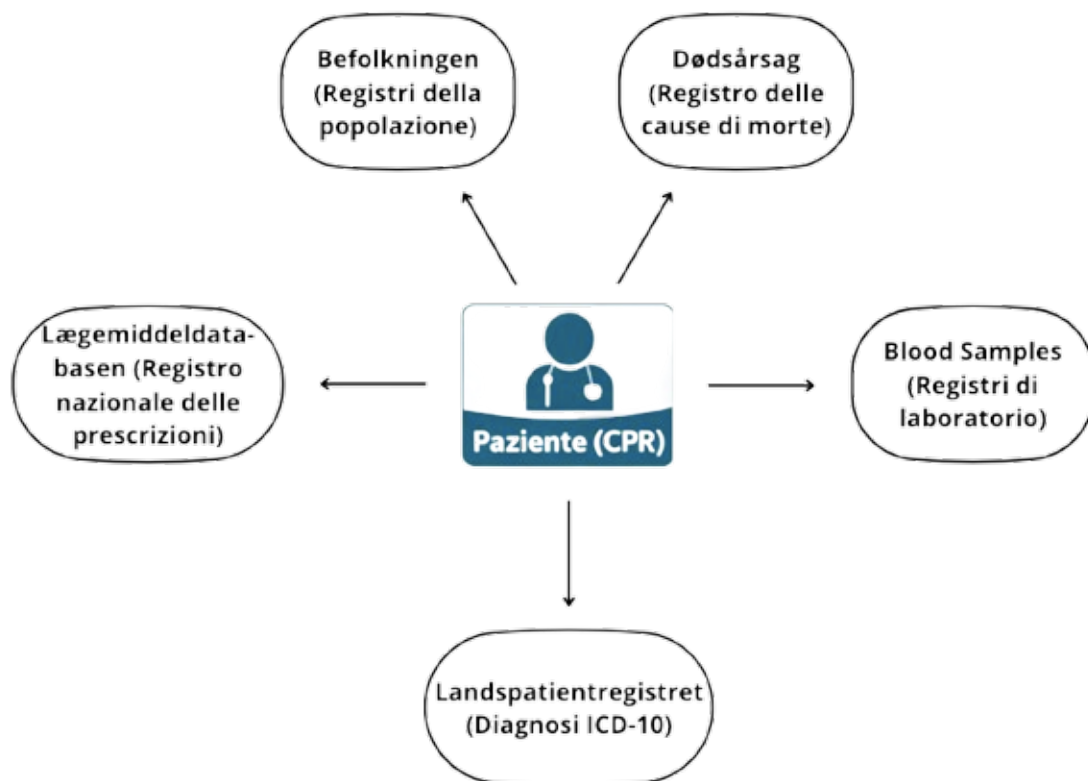 Befolkningen
(Registri della
popolazione)
Dødsårsag
(Registro delle
cause di morte)
Lægemiddeldata-
basen (Registro
nazionale delle
prescrizioni)
Paziente (CPR)
Blood Samples
(Registri di
laboratorio)
Landspatientregistret
(Diagnosi ICD-10)